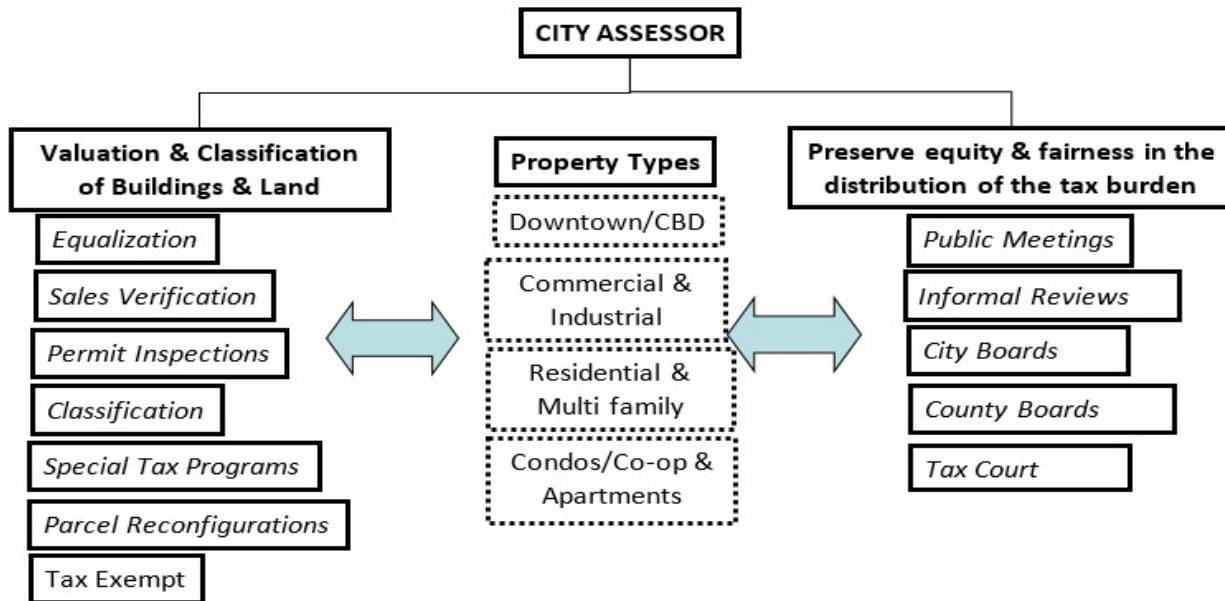 CITY ASSESSOR
Valuation & Classification
of Buildings & Land
Equalization
Sales Verification
Permit Inspections
Classification
Special Tax Programs
Parcel Reconfigurations
Tax Exempt
Property Types
Downtown/CBD
Commercial &
Industrial
Residential &
Multi family
Condos/Co-op &
Apartments
Preserve equity & fairness in the
distribution of the tax burden
Public Meetings
Informal Reviews
City Boards
County Boards
Tax Court